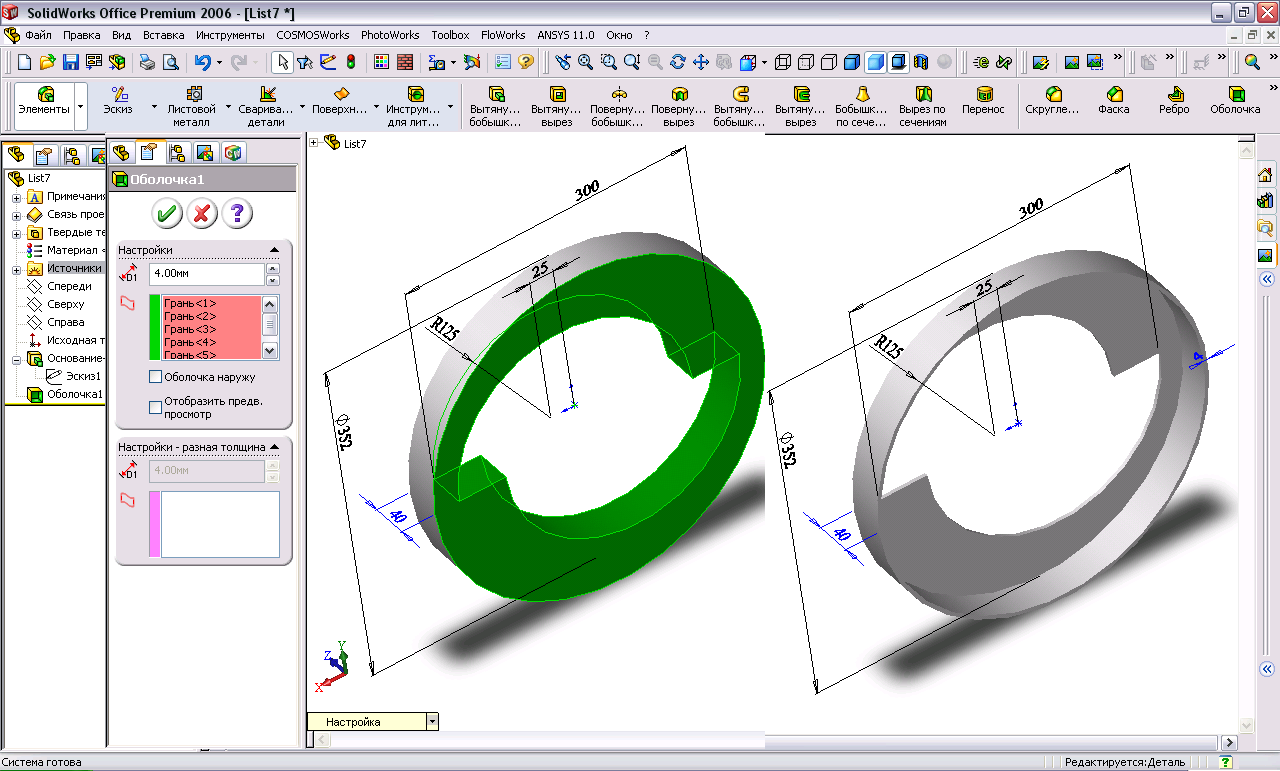 SolidWorks Office Premium 2006 - [List7 *]
Файл Правка Вид Вставка Инструменты COSMOSWorks PhotoWorks Toolbox FloWorks ANSYS 11.0 Окно ?
Элементы
Эскиз
Листовой
металл
Сварива...
детали
Поверхн...
Инструм...
для лит...
Вытяну...
бобышк...
Вытяну...
вырез
Поверну...
бобышк...
Поверну...
вырез
Вытяну...
бобышк...
Вытяну...
вырез
Бобышк...
по сече...
Вырез по
сечениям
Перенос
Скругле...
Фаска
Ребро
Оболочка
List7
Примечани
Связь прое
Твердые те
Материал <
Источники
Спереди
Сверху
Справа
Исходная т
Основание-
Эскиз1
Оболочка1
Оболочка1
?
Настройки
D1
4.00мм
Грань<1>
Грань<2>
Грань<3>
Грань<4>
Грань<5>
Оболочка наружу
Отобразить предв.
просмотр
Настройки - разная толщина
D1
4.00мм
List7
300
25
R125
Ø352
40
300
25
R125
4
Ø352
40
Y
Z
X
Настройка
Система готова
Редактируется:Деталь
?